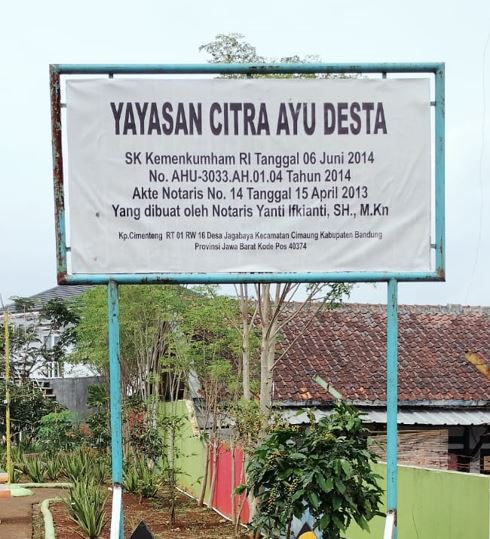 YAYASAN CITRA AYU DESTA
SK Kemenkumham RI Tanggal 06 Juni 2014
No. AHU-3033.AH.01.04 Tahun 2014
Akte Notaris No. 14 Tanggal 15 April 2013
Yang dibuat oleh Notaris Yanti Ifkianti, SH., M.Kn
Kp.Cimenteng RT 01 RW 16 Desa Jagabaya Kecamatan Cimaung Kabupaten Bandung
Provinsi Jawa Barat Kode Pos 40374